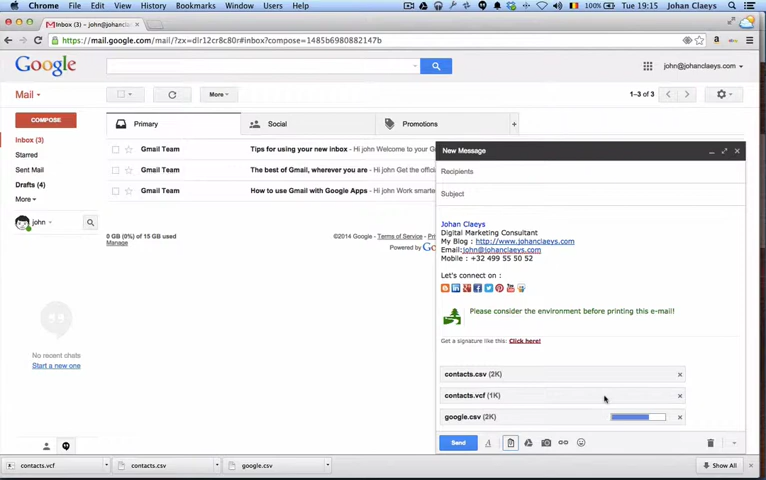 Chrome File Edit View History Bookmarks Window Users Help 100% Tue 19:15 Johan Claeys
Inbox (3) – john@johanclaeys
https://mail.google.com/mail/?zx=dir12cr8c80r#inbox?compose=1485b6980882147b
Google john@johanclaeys.com
Mail More 1–3 of 3
COMPOSE Primary Social Promotions +
Inbox (3) Gmail Team Tips for using your new inbox - Hi john Welcome to your G
Starred
Sent Mail Gmail Team The best of Gmail, wherever you are - Hi john Get the offic
Drafts (4) Gmail Team How to use Gmail with Google Apps - Hi john Work smarte
More
john
0 GB (0%) of 15 GB used
Manage
©2014 Google - Terms of Service -
Powered by
No recent chats
Start a new one
New Message
Recipients
Subject
Johan Claeys
Digital Marketing Consultant
My Blog : http://www.johanclaeys.com
Email:john@johanclaeys.com
Mobile : +32 499 55 50 52
Let's connect on :
Please consider the environment before printing this e-mail!
Get a signature like this: Click here!
contacts.csv (2K)
contacts.vcf (1K)
google.csv (2K)
Send
contacts.vcf contacts.csv google.csv Show All